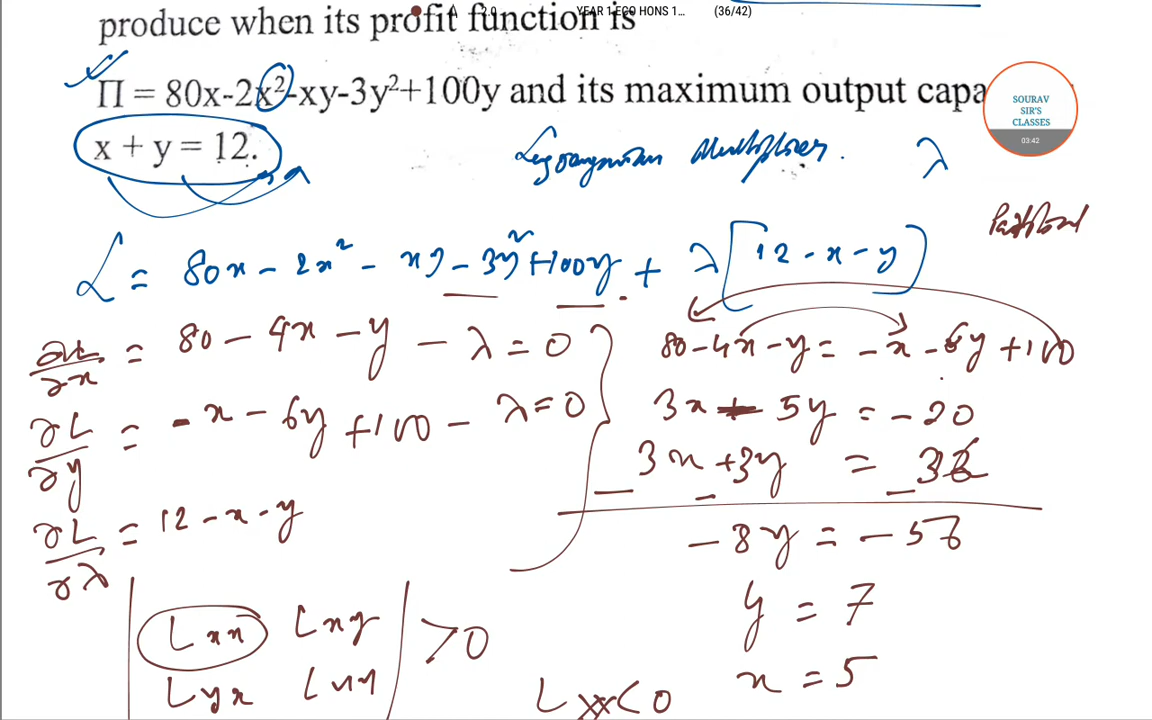 produce when its profit function is
YEAR 1 ECO HONS 1... (36/42)
Π = 80x-2x²-xy-3y²+100y and its maximum output capa
SOURAV
SIR'S
CLASSES
03:42
x + y = 12.
λ
L = 80x - 2x² - xy - 3y² + 100y + λ[12 - x - y]
∂L/∂x = 80 - 4x - y - λ = 0
80 - 4x - y = -x - 6y + 100
∂L/∂y = -x - 6y + 100 - λ = 0
3x - 5y = -20
3x + 3y = 36
∂L/∂λ = 12 - x - y
-8y = -56
y = 7
Lxx Lxy
Lyx Lyy
> 0
Lxx < 0
x = 5